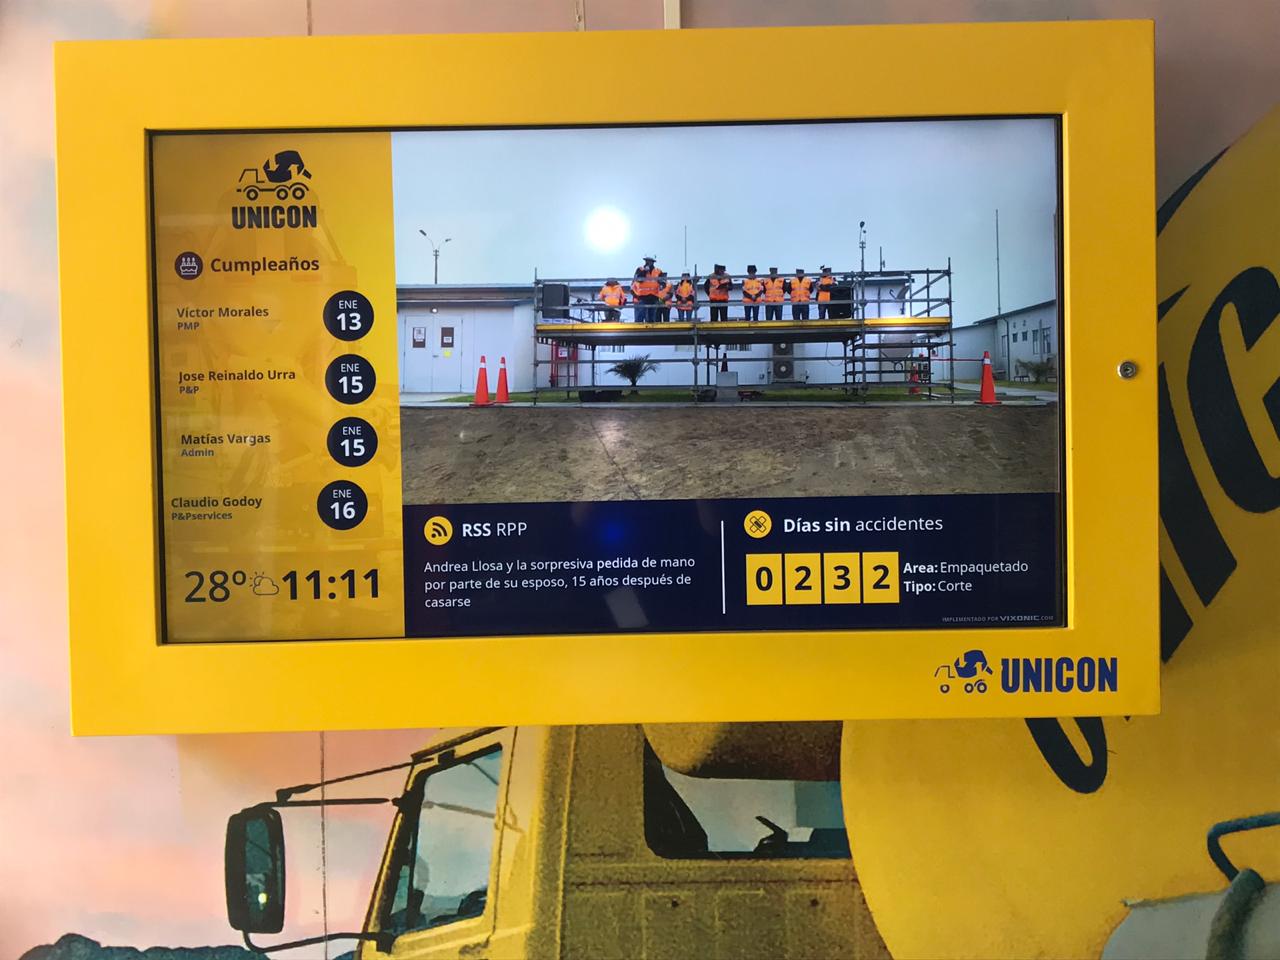 UNICON
Cumpleaños
Víctor Morales
PMP
ENE
13
Jose Reinaldo Urra
P&P
ENE
15
Matías Vargas
Admin
ENE
15
Claudio Godoy
P&Pservices
ENE
16
28º 11:11
RSS RPP
Andrea Llosa y la sorpresiva pedida de mano
por parte de su esposo, 15 años después de
casarse
Días sin accidentes
0232
Area: Empaquetado
Tipo: Corte
IMPLEMENTADO POR VIXONIC.COM
UNICON